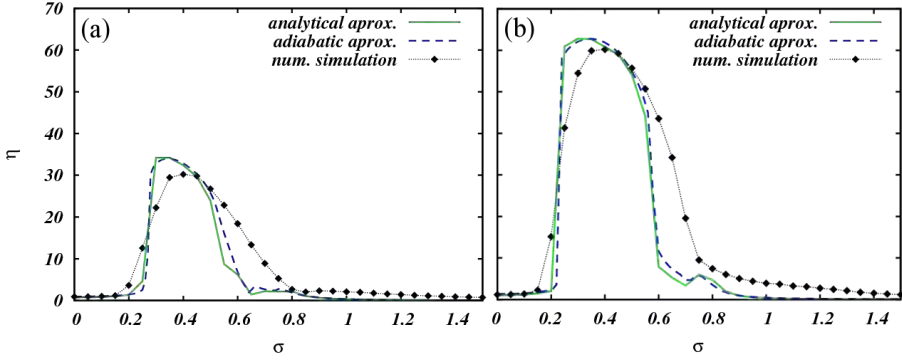 (a)
analytical aprox.
adiabatic aprox.
num. simulation
70
60
50
40
30
20
10
0
η
0 0.2 0.4 0.6 0.8 1 1.2 1.4
σ
(b)
analytical aprox.
adiabatic aprox.
num. simulation
0 0.2 0.4 0.6 0.8 1 1.2 1.4
σ